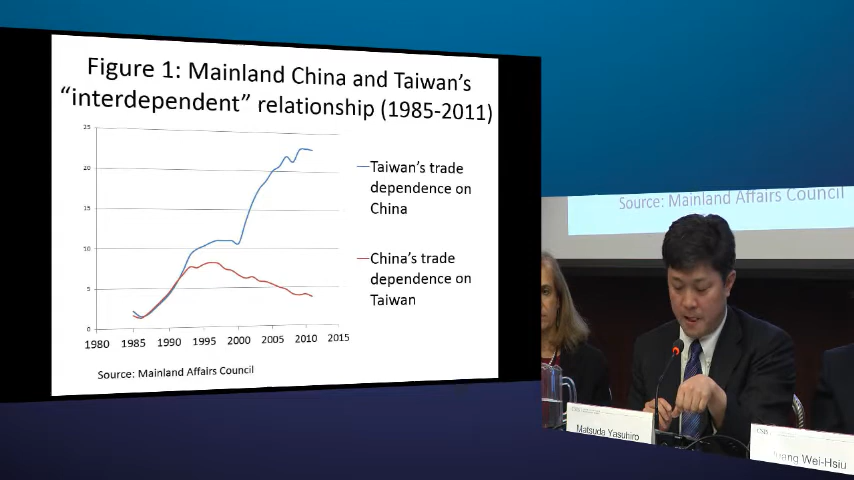 Figure 1: Mainland China and Taiwan's
"interdependent" relationship (1985-2011)
25
20
15
10
5
0
1980 1985 1990 1995 2000 2005 2010 2015
Taiwan's trade
dependence on
China
China's trade
dependence on
Taiwan
Source: Mainland Affairs Council
Source: Mainland Affairs Council
CSIS
Matsuda Yasuhiro
CSIS
Wei-Hsiu